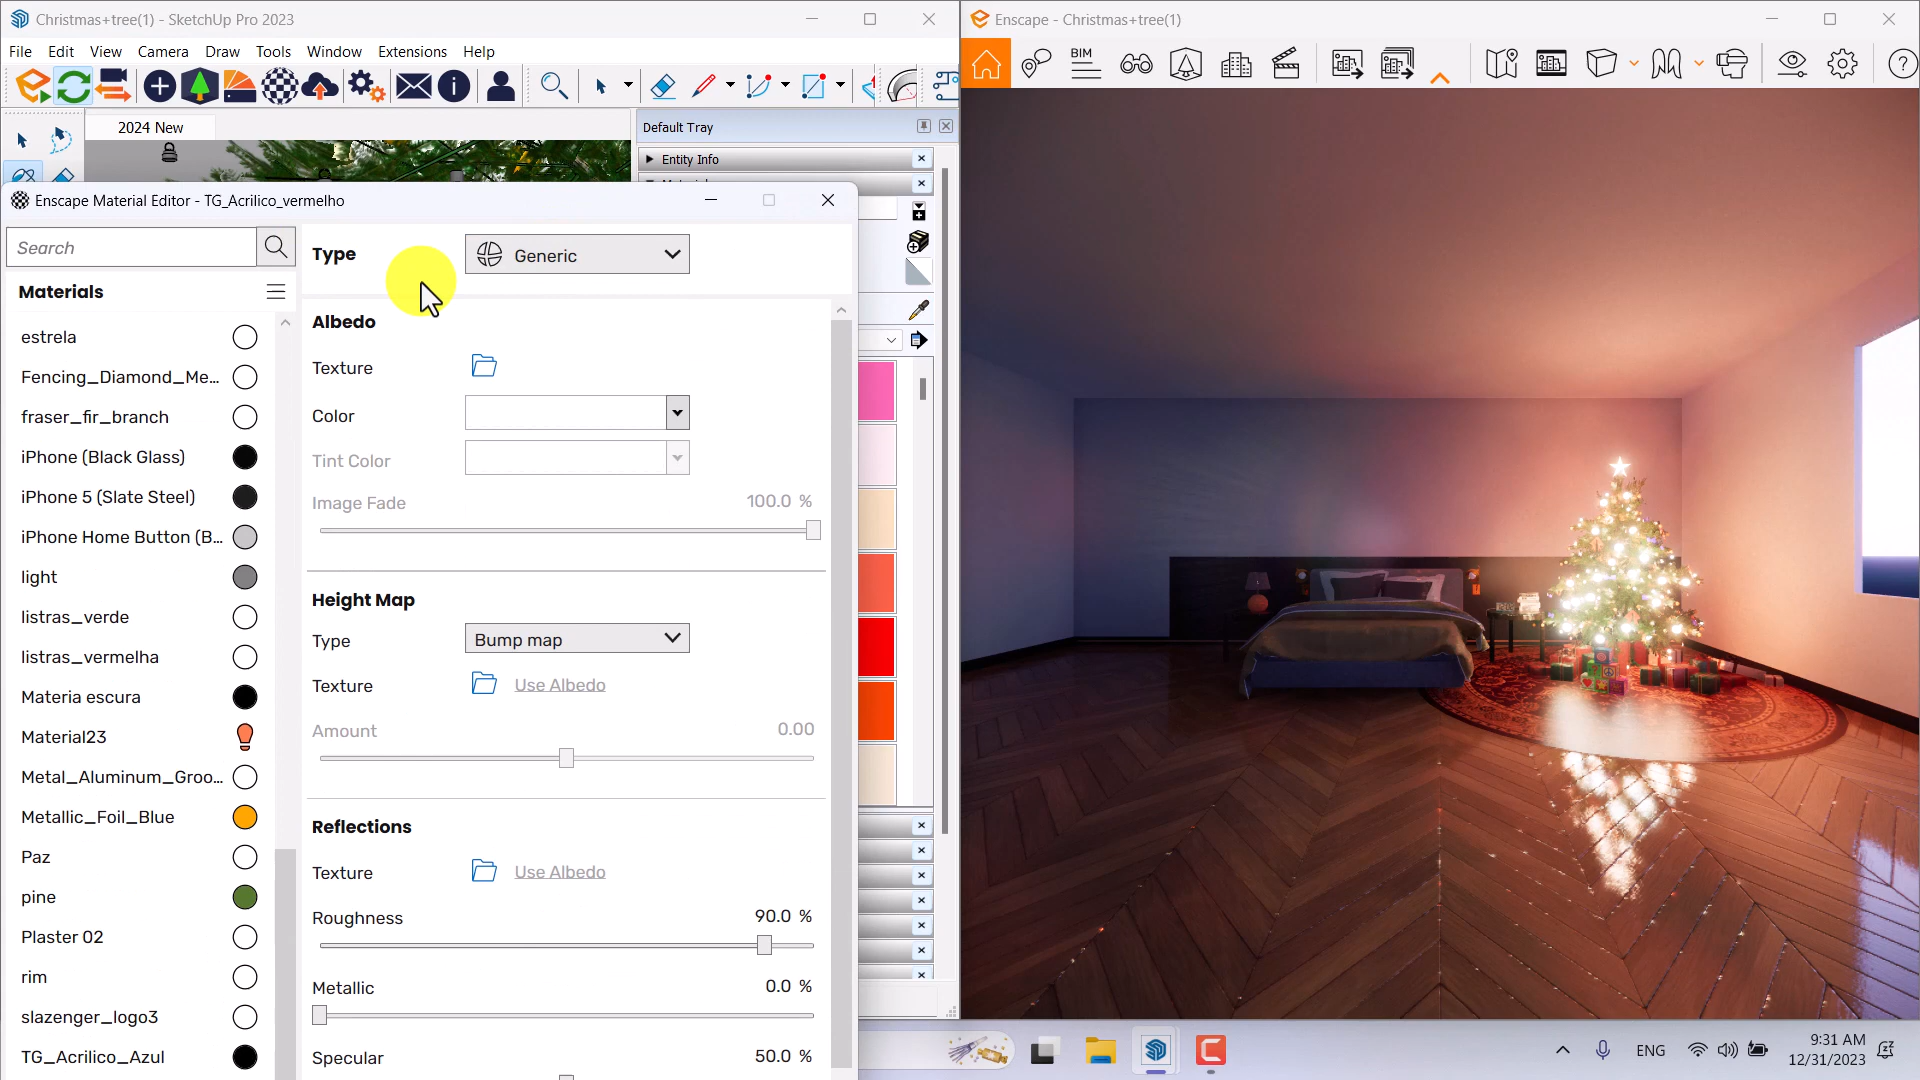 Christmas+tree(1) - SketchUp Pro 2023
Enscape - Christmas+tree(1)
File Edit View Camera Draw Tools Window Extensions Help
BIM
2024 New
Default Tray
Entity Info
Enscape Material Editor - TG_Acrilico_vermelho
Search
Type
Generic
Materials
Albedo
estrela
Texture
Fencing_Diamond_Me...
Color
fraser_fir_branch
Tint Color
iPhone (Black Glass)
Image Fade
100.0 %
iPhone 5 (Slate Steel)
iPhone Home Button (B...
light
Height Map
listras_verde
Type
Bump map
listras_vermelha
Texture
Use Albedo
Materia escura
Amount
0.00
Material23
Metal_Aluminum_Groo...
Metallic_Foil_Blue
Reflections
Paz
Texture
Use Albedo
pine
Roughness
90.0 %
Plaster 02
rim
Metallic
0.0 %
slazenger_logo3
TG_Acrilico_Azul
Specular
50.0 %
ENG
9:31 AM
12/31/2023